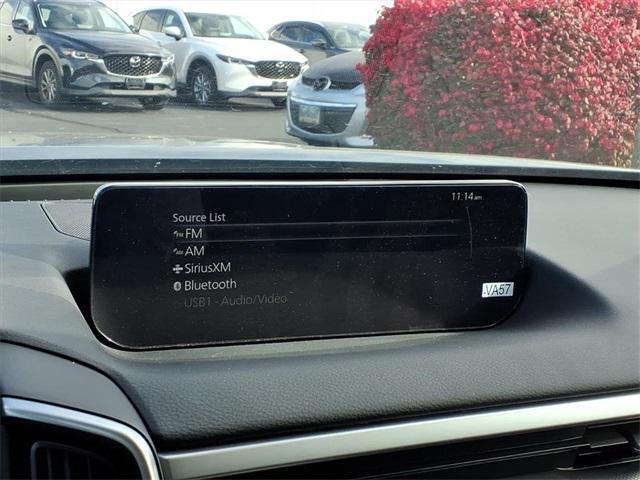 11:14am
Source List
FM
AM
SiriusXM
Bluetooth
USB1 - Audio/Video
-VA57